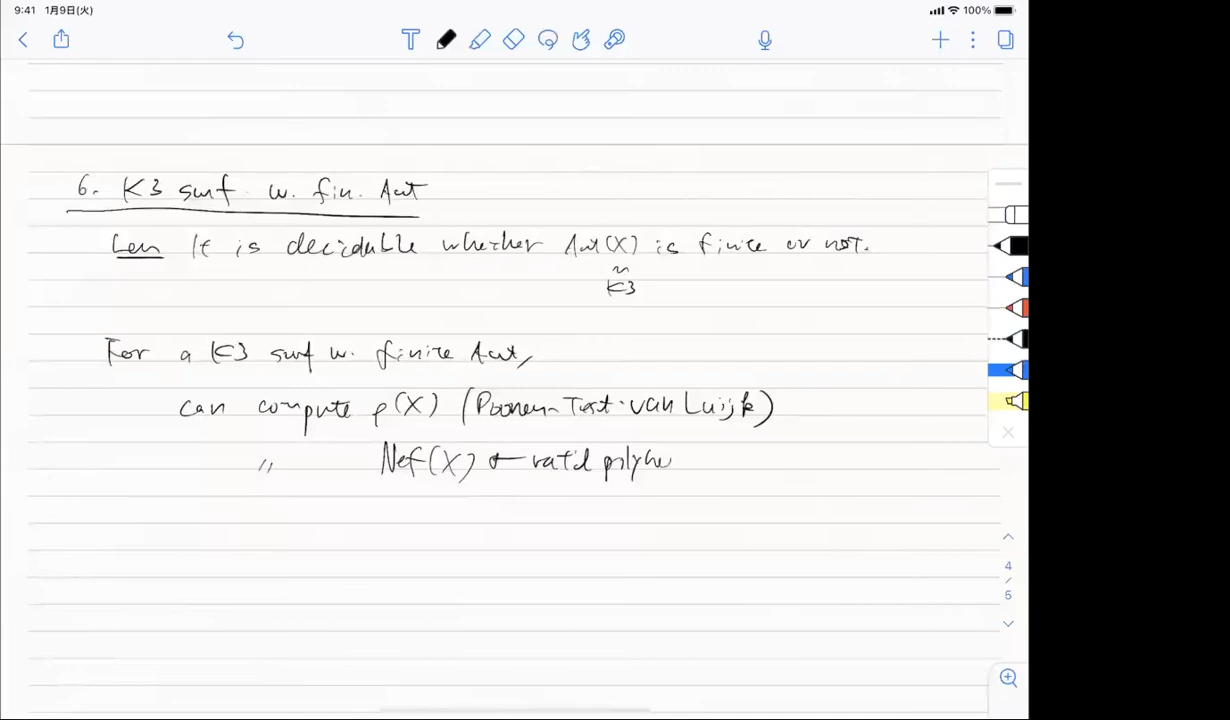 9:41 1月9日(火) 100%
T
6. K3 surf. w. fin. Aut
Lem It is decidable whether Aut(X) is finite or not.
K3
For a K3 surf w. finite Aut,
can compute ρ(X) (Poonen-Test-van Luijk)
〃 Nef(X) ← rat'l polyhe
4
/
5